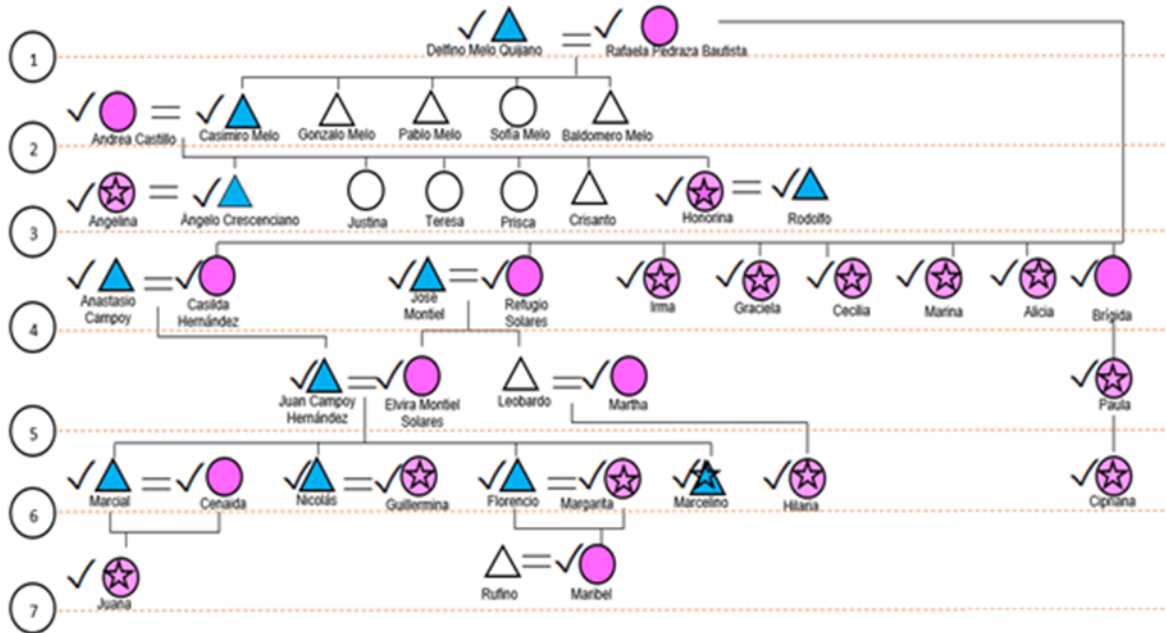 Delfino Melo Quijano
Rafaela Pedraza Bautista
1
Andrea Castillo
Casimiro Melo
Gonzalo Melo
Pablo Melo
Sofía Melo
Baldomero Melo
2
Angelina
Ángelo Crescenciano
Justina
Teresa
Prisca
Crisanto
Honorina
Rodolfo
3
Anastasio
Campoy
Casilda
Hernández
José
Montiel
Refugio
Solares
Irma
Graciela
Cecilia
Marina
Alicia
Brígida
4
Juan Campoy
Hernández
Elvira Montiel
Solares
Leobardo
Martha
Paula
5
Marcial
Cenaida
Nicolás
Guillermina
Florencio
Margarita
Marcelino
Hilaria
Cipriana
6
Juana
Rufino
Maribel
7